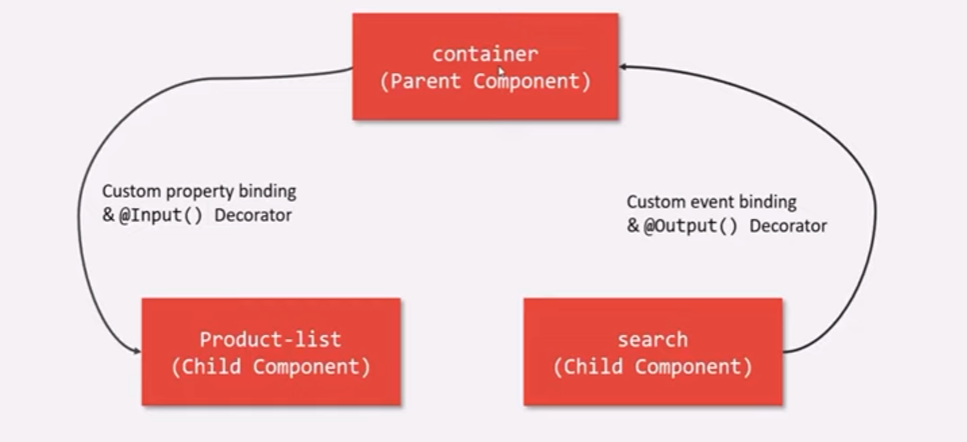 container
(Parent Component)
Custom property binding
& @Input() Decorator
Custom event binding
& @Output() Decorator
Product-list
(Child Component)
search
(Child Component)